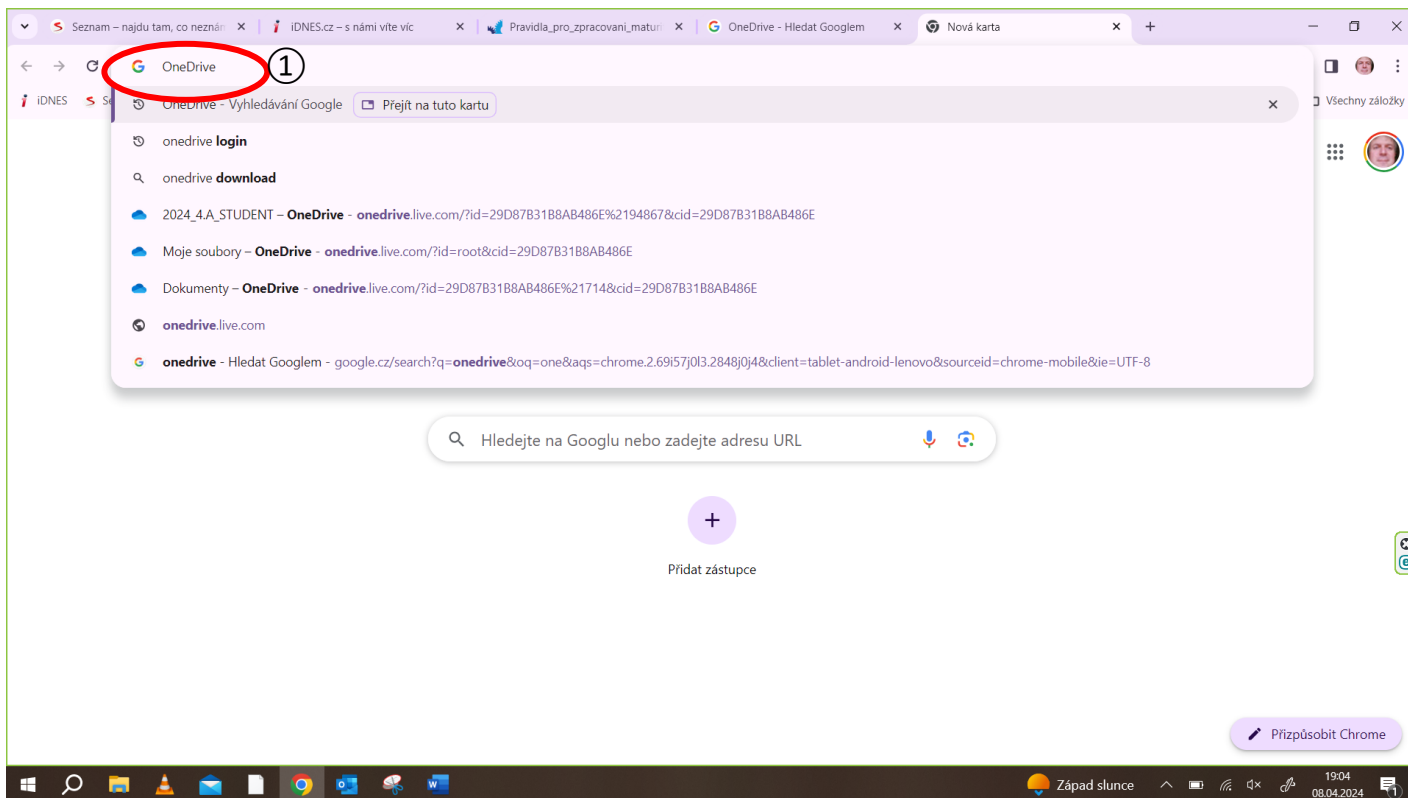 Seznam – najdu tam, co neznám
iDNES.cz – s námi víte víc
Pravidla_pro_zpracovani_maturi
OneDrive - Hledat Googlem
Nová karta
OneDrive
①
iDNES
Všechny záložky
OneDrive - Vyhledávání Google Přejít na tuto kartu
onedrive login
onedrive download
2024_4.A_STUDENT – OneDrive - onedrive.live.com/?id=29D87B31B8AB486E%2194867&cid=29D87B31B8AB486E
Moje soubory – OneDrive - onedrive.live.com/?id=root&cid=29D87B31B8AB486E
Dokumenty – OneDrive - onedrive.live.com/?id=29D87B31B8AB486E%21714&cid=29D87B31B8AB486E
onedrive.live.com
onedrive - Hledat Googlem - google.cz/search?q=onedrive&oq=one&aqs=chrome.2.69i57j0l3.2848j0j4&client=tablet-android-lenovo&sourceid=chrome-mobile&ie=UTF-8
Hledejte na Googlu nebo zadejte adresu URL
Přidat zástupce
Přizpůsobit Chrome
Západ slunce
19:04
08.04.2024
1